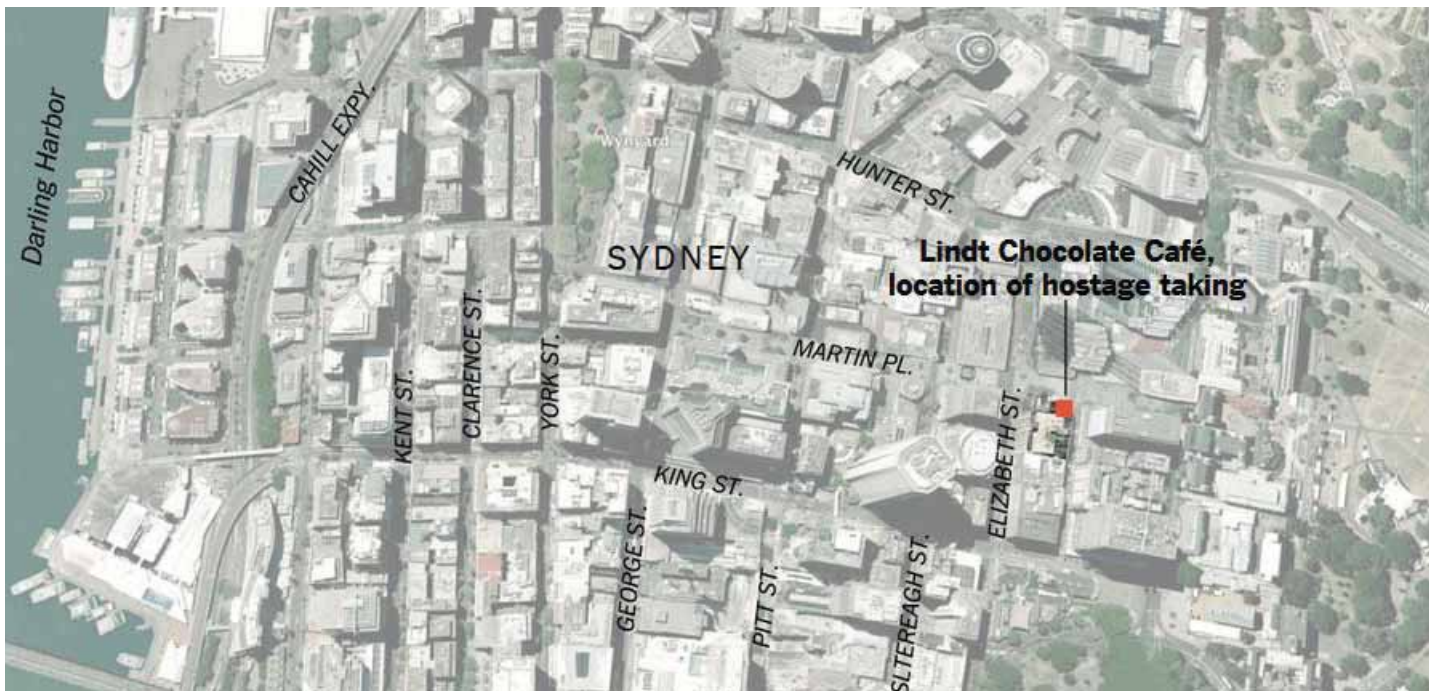 Darling Harbor
CAHILL EXPY.
Wynyard
HUNTER ST.
SYDNEY
Lindt Chocolate Café,
location of hostage taking
MARTIN PL.
KENT ST.
CLARENCE ST.
YORK ST.
ELIZABETH ST.
KING ST.
GEORGE ST.
PITT ST.
SLTEREAGH ST.